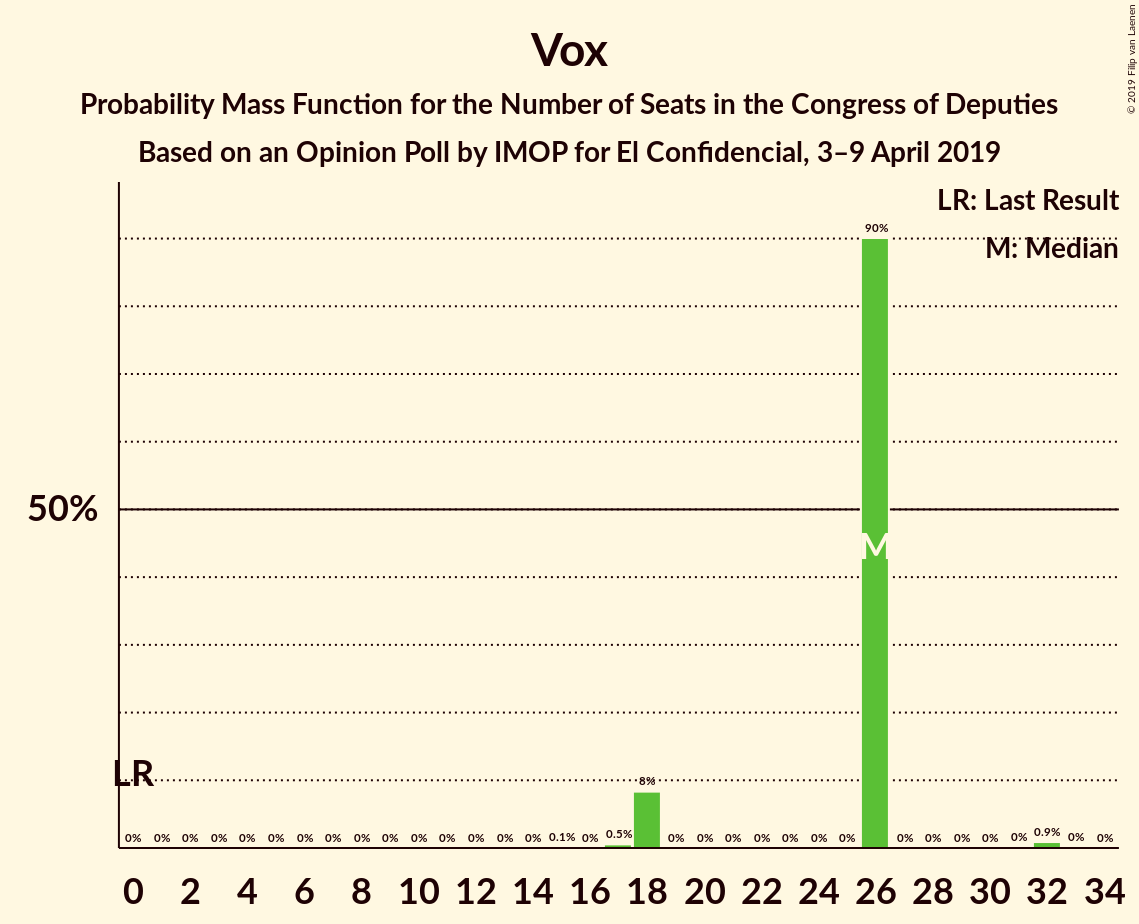 Vox
Probability Mass Function for the Number of Seats in the Congress of Deputies
Based on an Opinion Poll by IMOP for El Confidencial, 3–9 April 2019
© 2019 Filip van Laenen
LR: Last Result
M: Median
90%
50%
M
LR
8%
0% 0% 0% 0% 0% 0% 0% 0% 0% 0% 0% 0% 0% 0% 0% 0.1% 0% 0.5% 0% 0% 0% 0% 0% 0% 0% 0% 0% 0% 0% 0% 0.9% 0% 0%
0 2 4 6 8 10 12 14 16 18 20 22 24 26 28 30 32 34